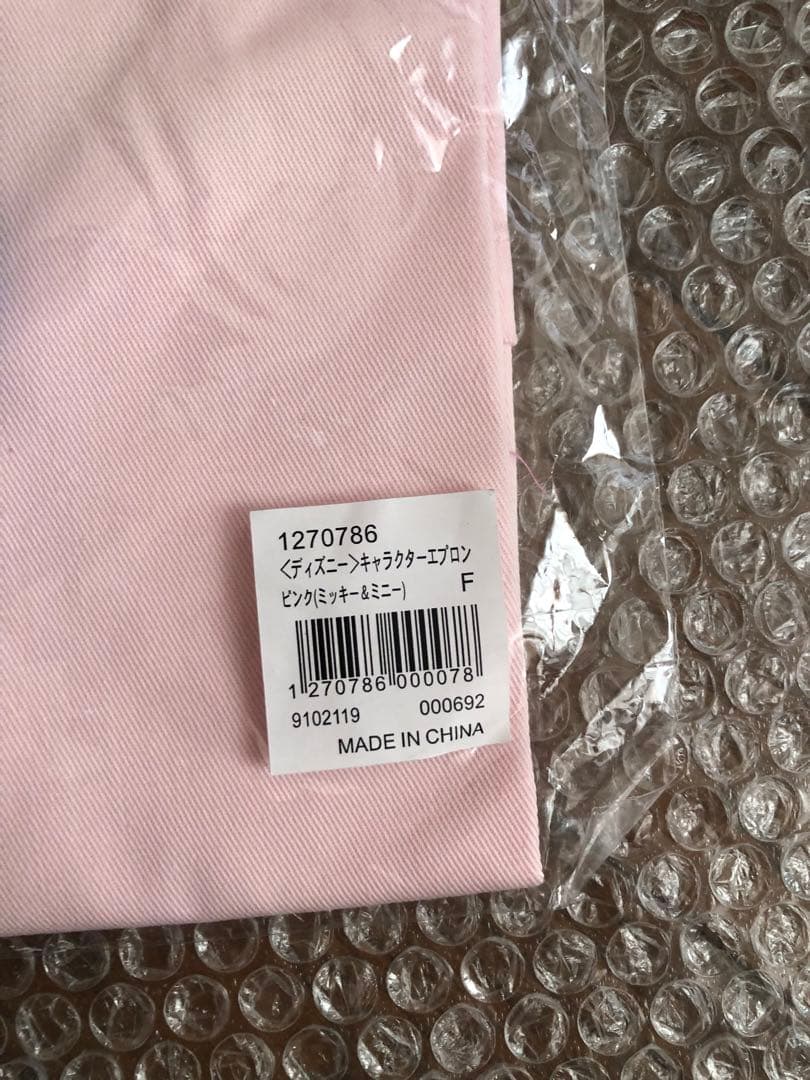 1270786
<ディズニー>キャラクターエプロン
ピンク(ミッキー&ミニー) F
1 270786 000078
9102119 000692
MADE IN CHINA